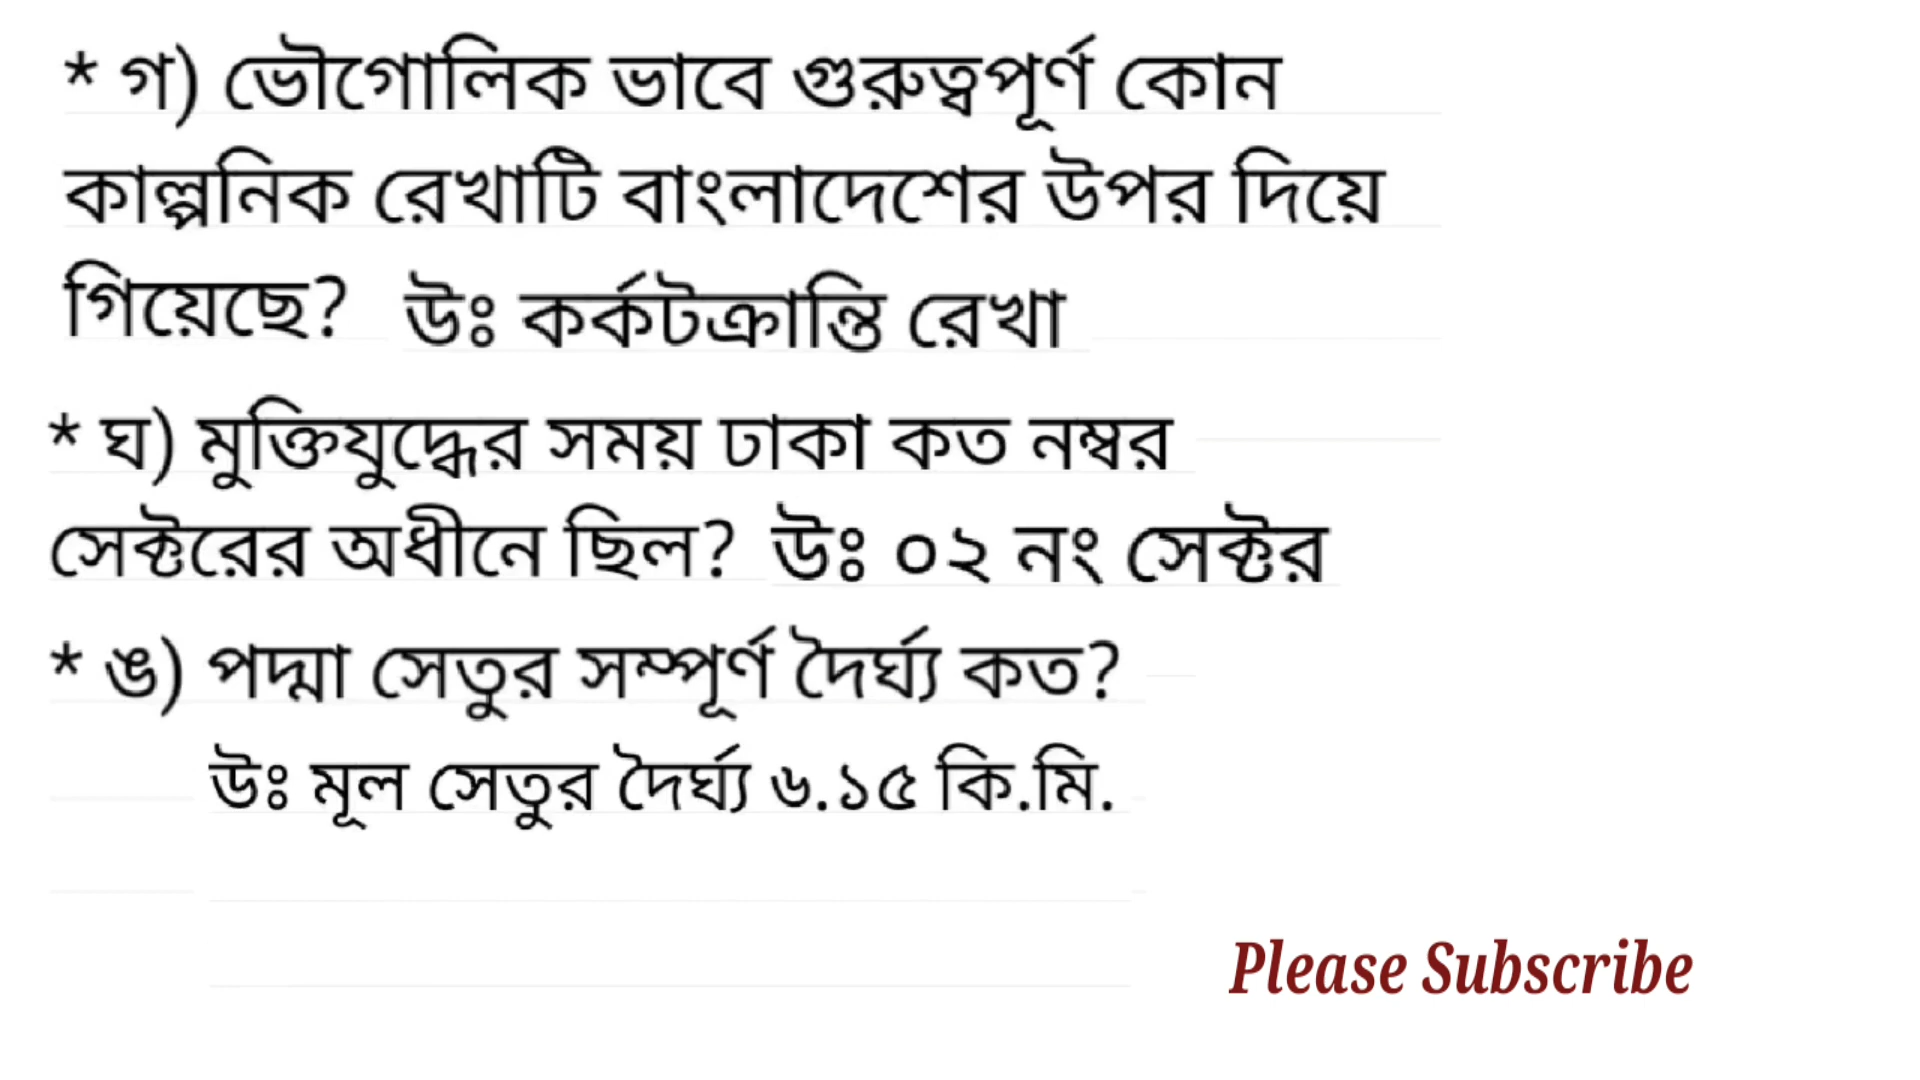 * গ) ভৌগোলিক ভাবে গুরুত্বপূর্ণ কোন
কাল্পনিক রেখাটি বাংলাদেশের উপর দিয়ে
গিয়েছে? উঃ কর্কটক্রান্তি রেখা
* ঘ) মুক্তিযুদ্ধের সময় ঢাকা কত নম্বর
সেক্টরের অধীনে ছিল? উঃ ০২ নং সেক্টর
* ঙ) পদ্মা সেতুর সম্পূর্ণ দৈর্ঘ্য কত?
উঃ মূল সেতুর দৈর্ঘ্য ৬.১৫ কি.মি.
Please Subscribe